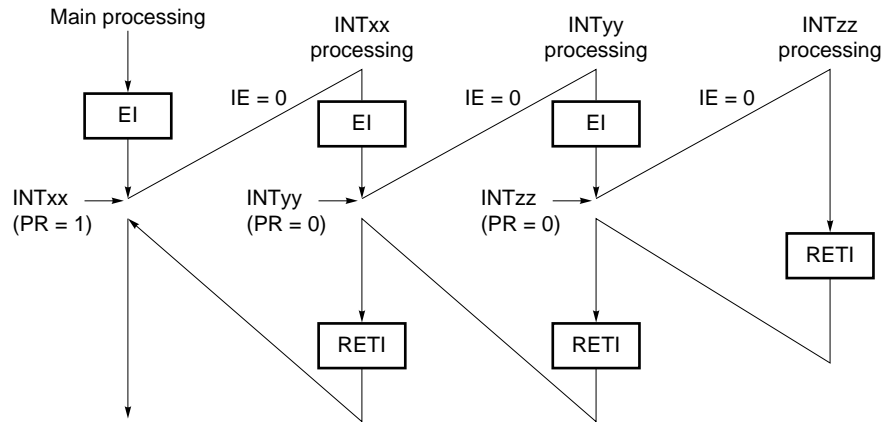 Main processing
INTxx
processing
INTyy
processing
INTzz
processing
IE = 0
IE = 0
IE = 0
EI
EI
EI
INTxx
(PR = 1)
INTyy
(PR = 0)
INTzz
(PR = 0)
RETI
RETI
RETI